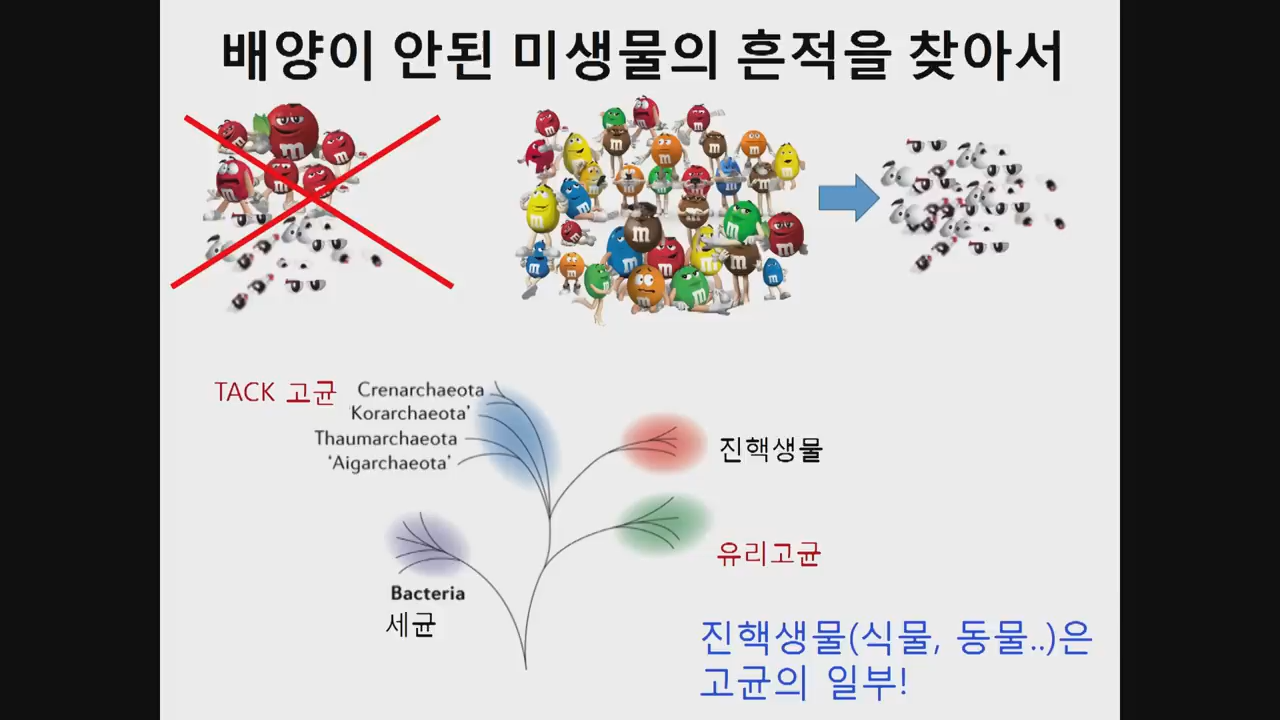 배양이 안된 미생물의 흔적을 찾아서
TACK 고균
Crenarchaeota
'Korarchaeota'
Thaumarchaeota
'Aigarchaeota'
진핵생물
유리고균
Bacteria
세균
진핵생물(식물, 동물..)은
고균의 일부!